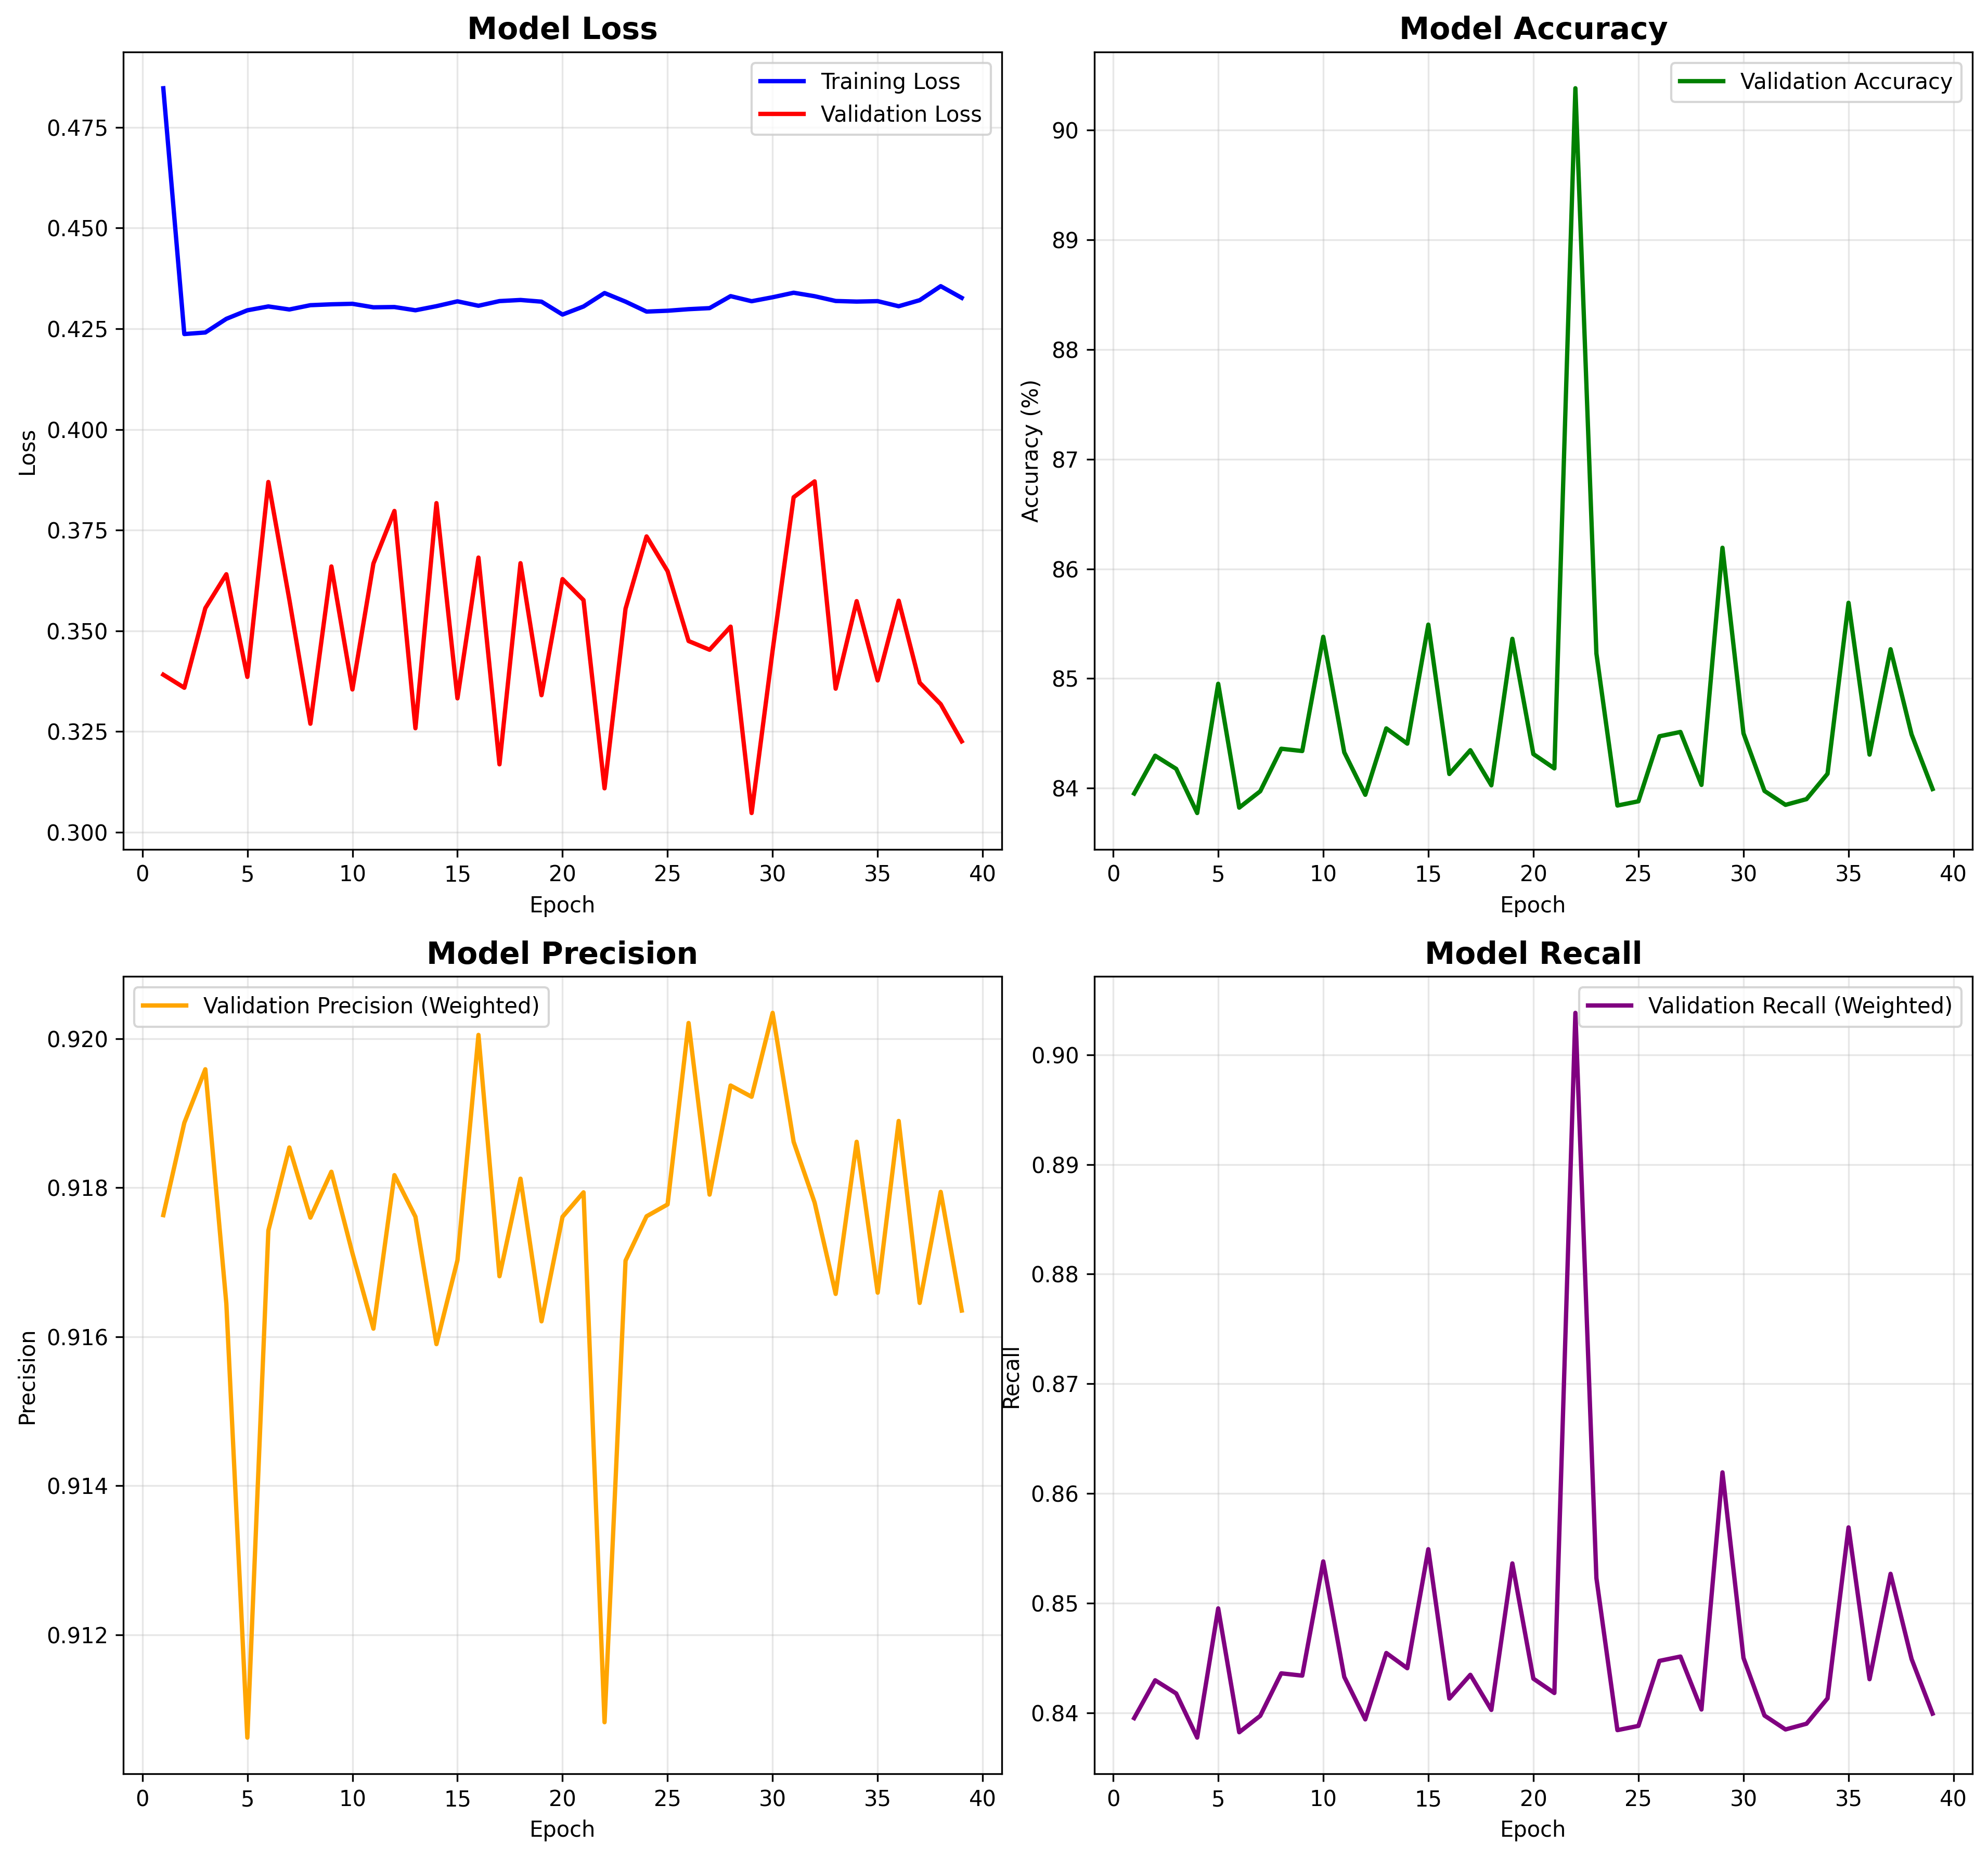 Model Loss
Training Loss
Validation Loss
0.475
0.450
0.425
0.400
0.375
0.350
0.325
0.300
Loss
0 5 10 15 20 25 30 35 40
Epoch
Model Accuracy
Validation Accuracy
90
89
88
87
86
85
84
Accuracy (%)
0 5 10 15 20 25 30 35 40
Epoch
Model Precision
Validation Precision (Weighted)
0.920
0.918
0.916
0.914
0.912
Precision
0 5 10 15 20 25 30 35 40
Epoch
Model Recall
Validation Recall (Weighted)
0.90
0.89
0.88
0.87
0.86
0.85
0.84
Recall
0 5 10 15 20 25 30 35 40
Epoch